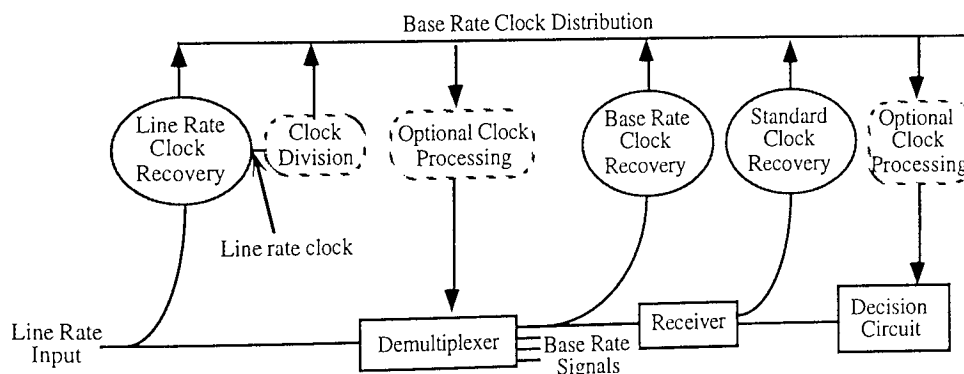 Base Rate Clock Distribution
Line Rate
Clock
Recovery
Clock
Division
Optional Clock
Processing
Base Rate
Clock
Recovery
Standard
Clock
Recovery
Optional
Clock
Processing
Line rate clock
Line Rate
Input
Demultiplexer
Base Rate
Signals
Receiver
Decision
Circuit